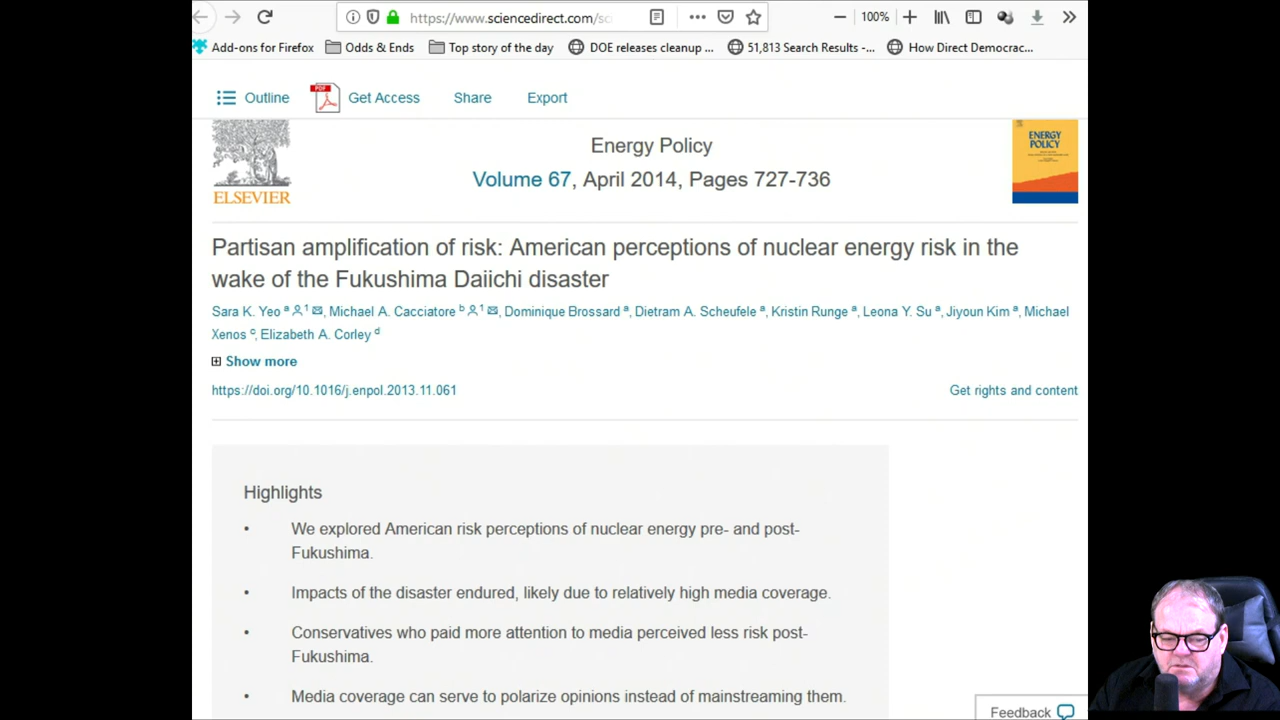 https://www.sciencedirect.com/sc
100%
Add-ons for Firefox Odds & Ends Top story of the day DOE releases cleanup ... 51,813 Search Results -... How Direct Democrac...
Outline PDF Get Access Share Export
ELSEVIER
Energy Policy
Volume 67, April 2014, Pages 727-736
ENERGY
POLICY
Partisan amplification of risk: American perceptions of nuclear energy risk in the
wake of the Fukushima Daiichi disaster
Sara K. Yeo a 1, Michael A. Cacciatore b 1, Dominique Brossard a, Dietram A. Scheufele a, Kristin Runge a, Leona Y. Su a, Jiyoun Kim a, Michael
Xenos c, Elizabeth A. Corley d
Show more
https://doi.org/10.1016/j.enpol.2013.11.061
Get rights and content
Highlights
• We explored American risk perceptions of nuclear energy pre- and post-
Fukushima.
• Impacts of the disaster endured, likely due to relatively high media coverage.
• Conservatives who paid more attention to media perceived less risk post-
Fukushima.
• Media coverage can serve to polarize opinions instead of mainstreaming them.
Feedback